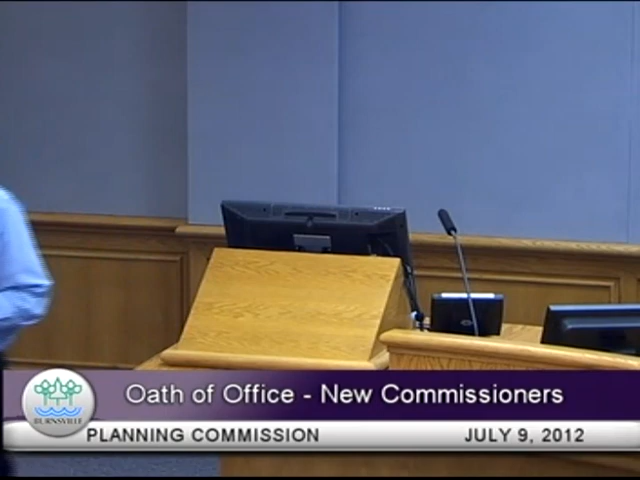 Oath of Office - New Commissioners
BURNSVILLE
PLANNING COMMISSION JULY 9, 2012